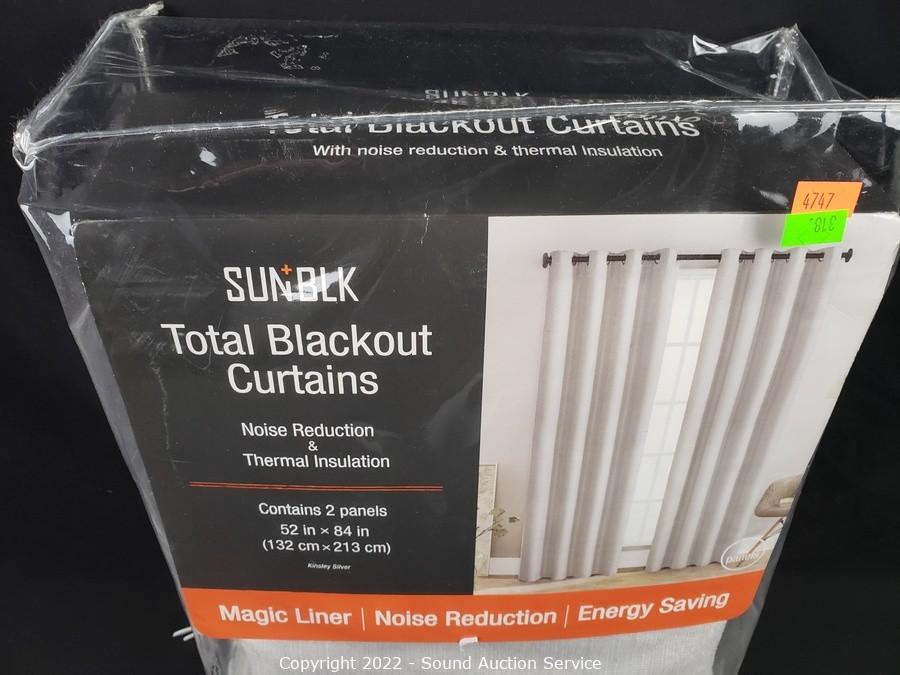 SUNBLK
Total Blackout Curtains
With noise reduction & thermal insulation
4747
318.
SUNBLK
Total Blackout
Curtains
Noise Reduction
&
Thermal Insulation
Contains 2 panels
52 in × 84 in
(132 cm × 213 cm)
Kinsley Silver
Magic Liner | Noise Reduction | Energy Saving
Copyright 2022 - Sound Auction Service